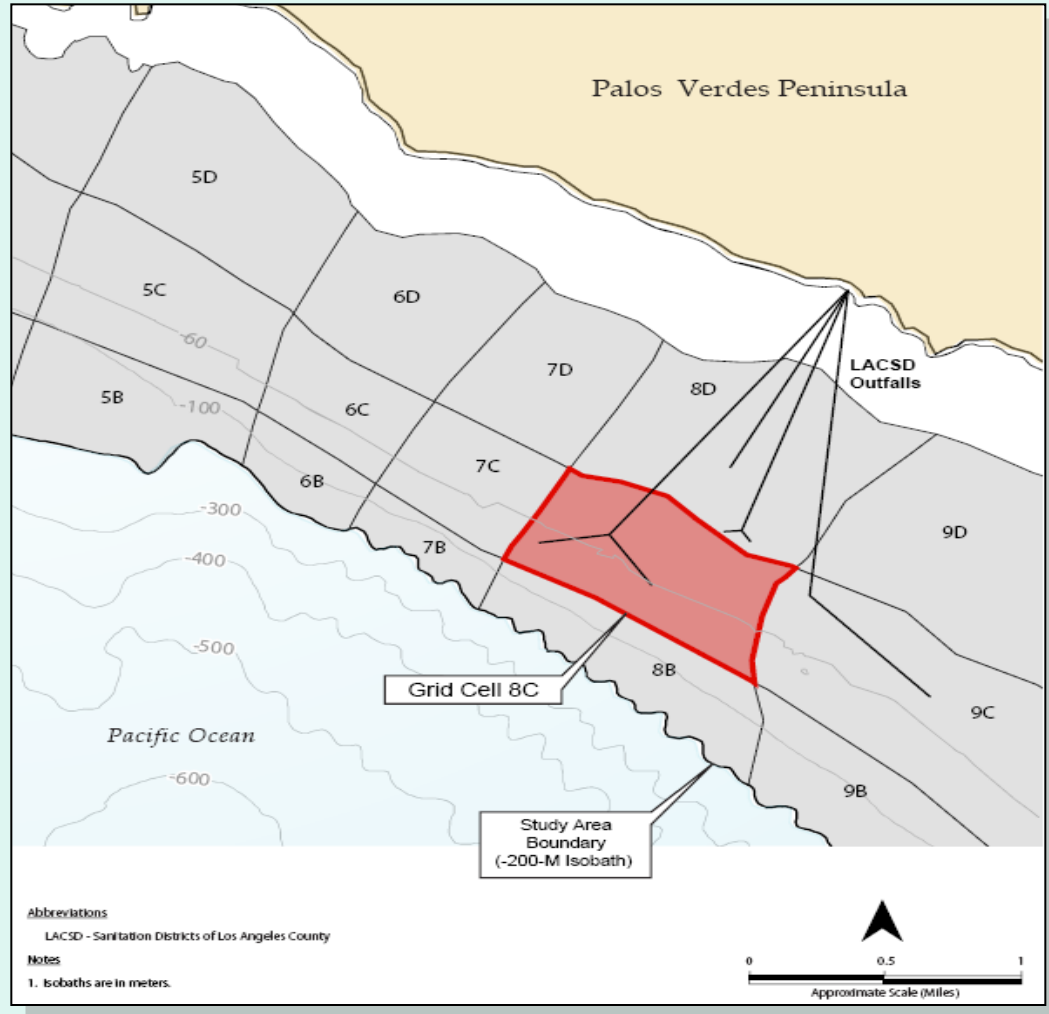 Palos Verdes Peninsula
5D
5C
6D
-60
7D
LACSD
Outfalls
8D
5B
-100
6C
7C
6B
-300
9D
7B
-400
-500
8B
Grid Cell 8C
9C
Pacific Ocean
-600
9B
Study Area
Boundary
(-200-M Isobath)
Abbreviations
LACSD - Sanitation Districts of Los Angeles County
Notes
1. Isobaths are in meters.
0 0.5 1
Approximate Scale (Miles)